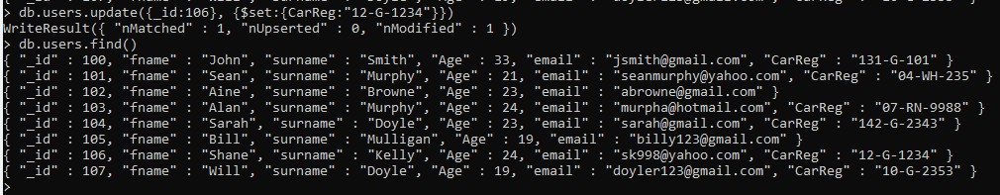 > db.users.update({_id:106}, {$set:{CarReg:"12-G-1234"}})
WriteResult({ "nMatched" : 1, "nUpserted" : 0, "nModified" : 1 })
> db.users.find()
{ "_id" : 100, "fname" : "John", "surname" : "Smith", "Age" : 33, "email" : "jsmith@gmail.com", "CarReg" : "131-G-101" }
{ "_id" : 101, "fname" : "Sean", "surname" : "Murphy", "Age" : 21, "email" : "seanmurphy@yahoo.com", "CarReg" : "04-WH-235" }
{ "_id" : 102, "fname" : "Aine", "surname" : "Browne", "Age" : 23, "email" : "abrowne@gmail.com" }
{ "_id" : 103, "fname" : "Alan", "surname" : "Murphy", "Age" : 24, "email" : "murpha@hotmail.com", "CarReg" : "07-RN-9988" }
{ "_id" : 104, "fname" : "Sarah", "surname" : "Doyle", "Age" : 23, "email" : "sarah@gmail.com", "CarReg" : "142-G-2343" }
{ "_id" : 105, "fname" : "Bill", "surname" : "Mulligan", "Age" : 19, "email" : "billy123@gmail.com" }
{ "_id" : 106, "fname" : "Shane", "surname" : "Kelly", "Age" : 24, "email" : "sk998@yahoo.com", "CarReg" : "12-G-1234" }
{ "_id" : 107, "fname" : "Will", "surname" : "Doyle", "Age" : 19, "email" : "doyler123@gmail.com", "CarReg" : "10-G-2353" }
>